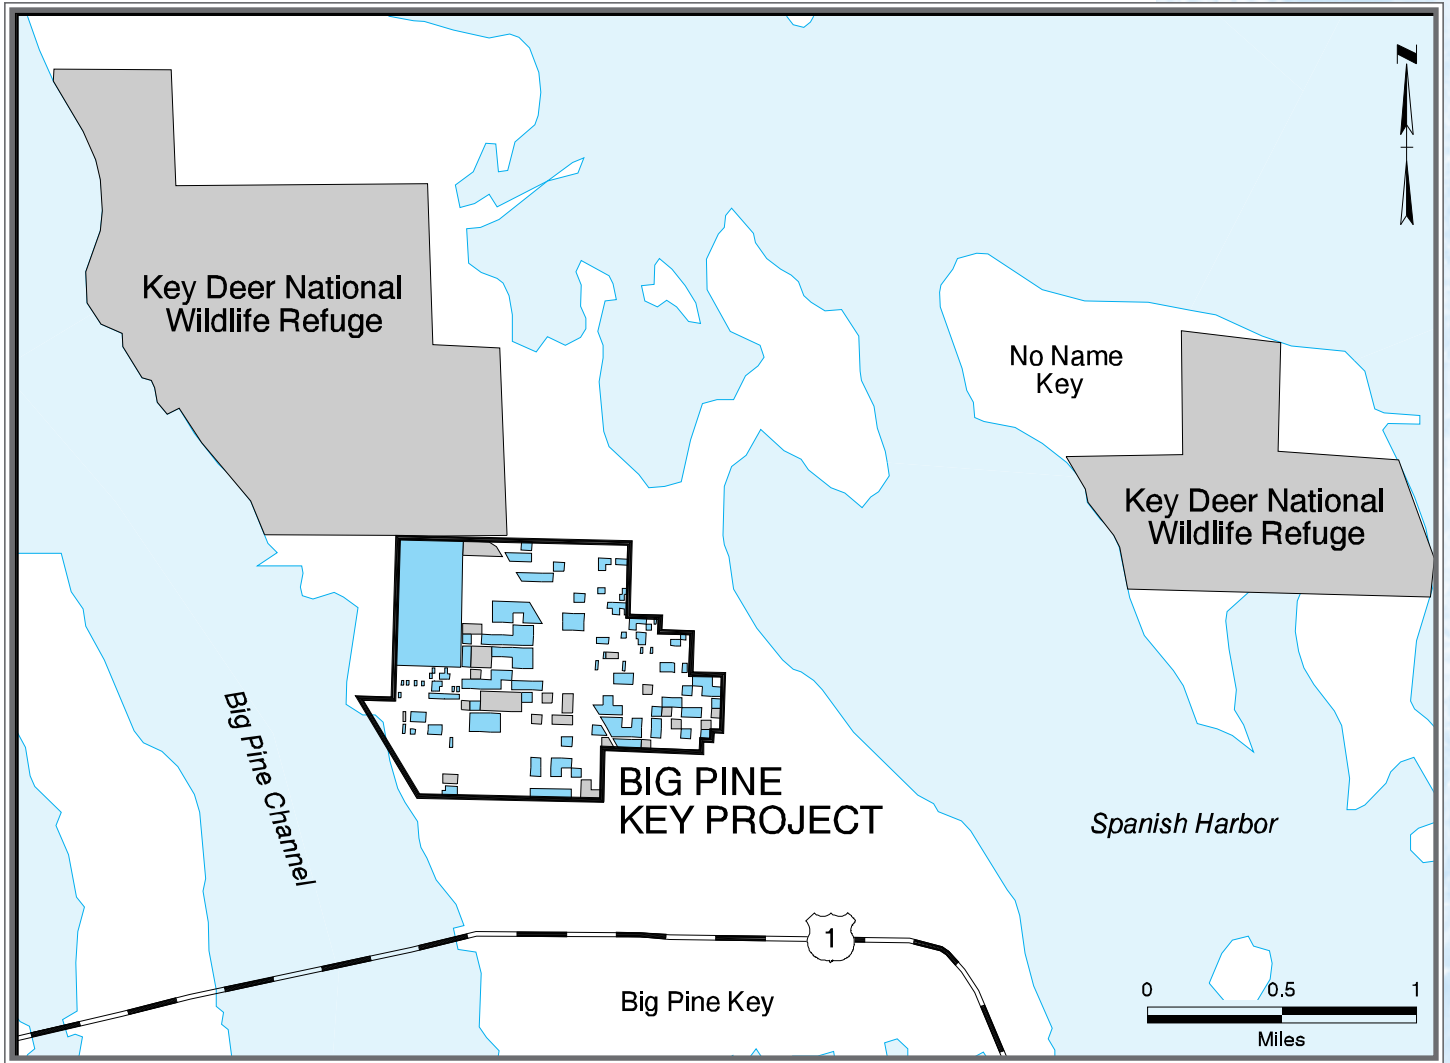 Key Deer National
Wildlife Refuge
No Name
Key
Key Deer National
Wildlife Refuge
Big Pine Channel
BIG PINE
KEY PROJECT
Spanish Harbor
1
Big Pine Key
0 0.5 1
Miles